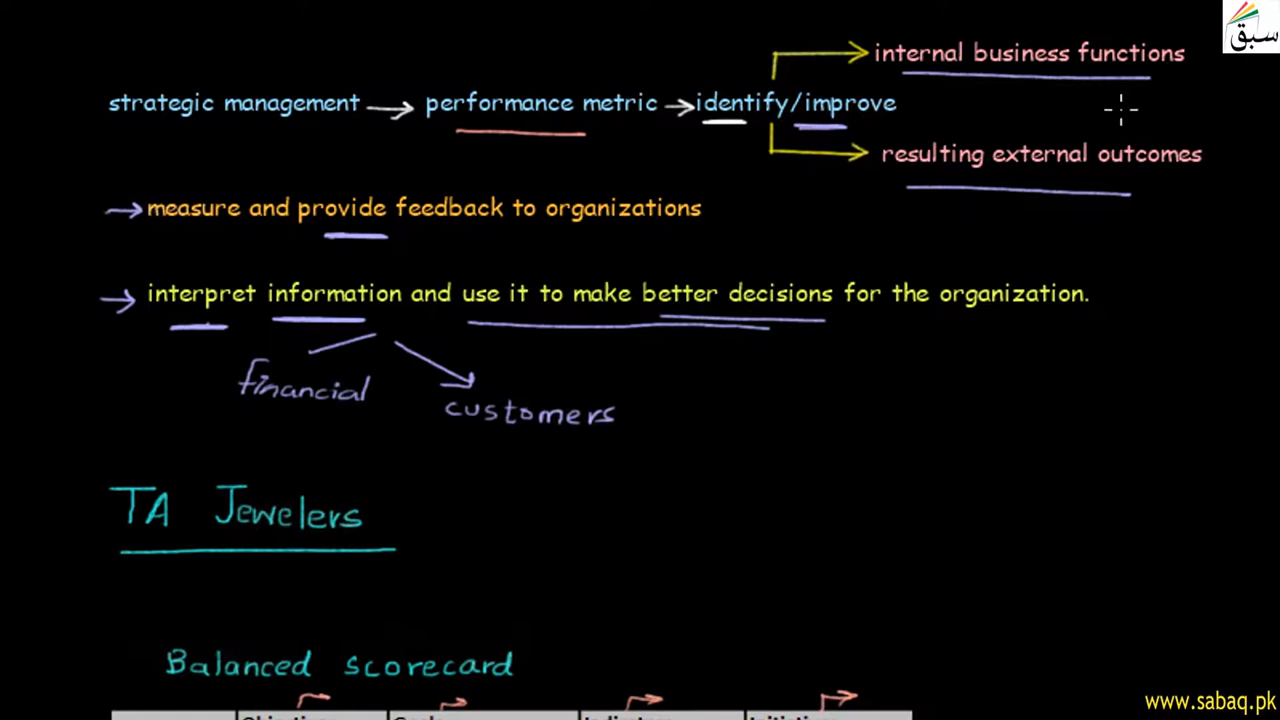 سبق
internal business functions
strategic management → performance metric → identify/improve
resulting external outcomes
→ measure and provide feedback to organizations
→ interpret information and use it to make better decisions for the organization.
financial
customers
TA Jewelers
Balanced scorecard
www.sabaq.pk